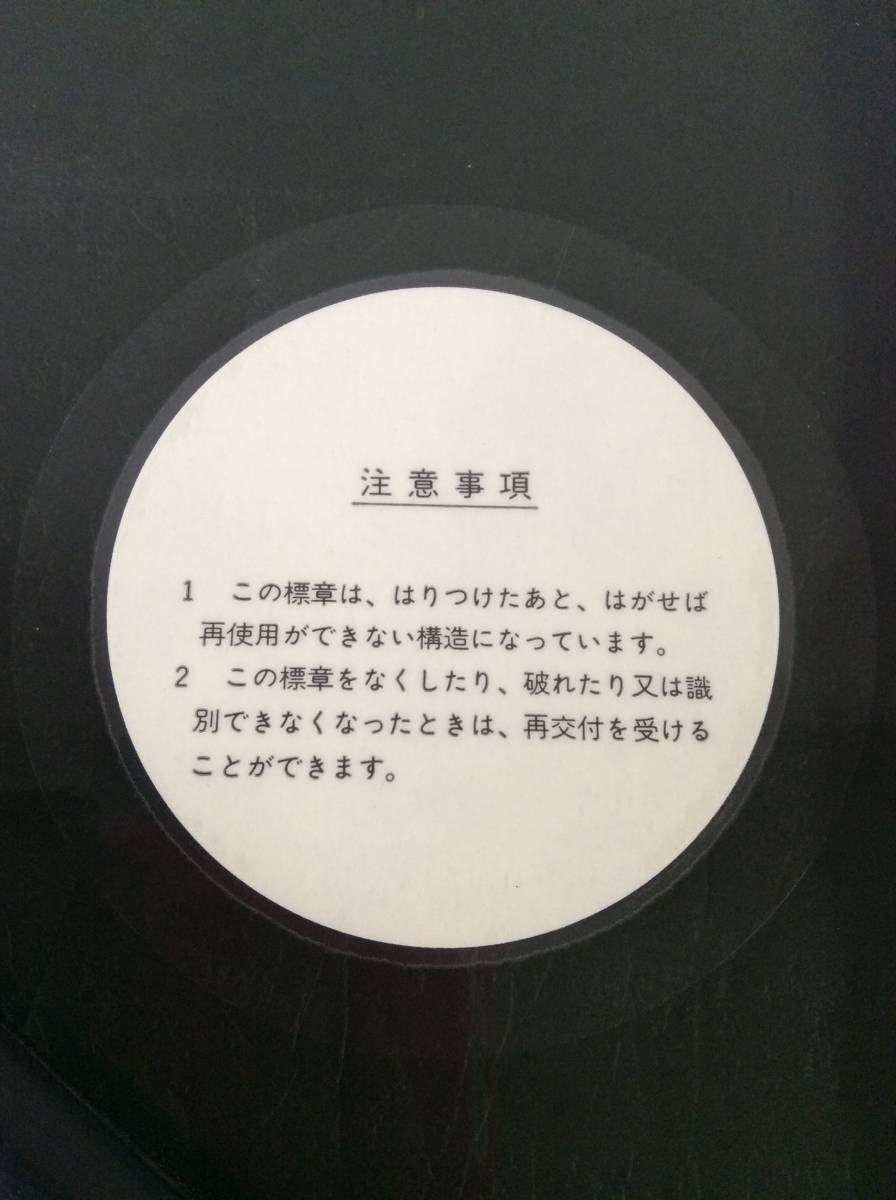 注意事項
1 この標章は、はりつけたあと、はがせば
再使用ができない構造になっています。
2 この標章をなくしたり、破れたり又は識
別できなくなったときは、再交付を受ける
ことができます。